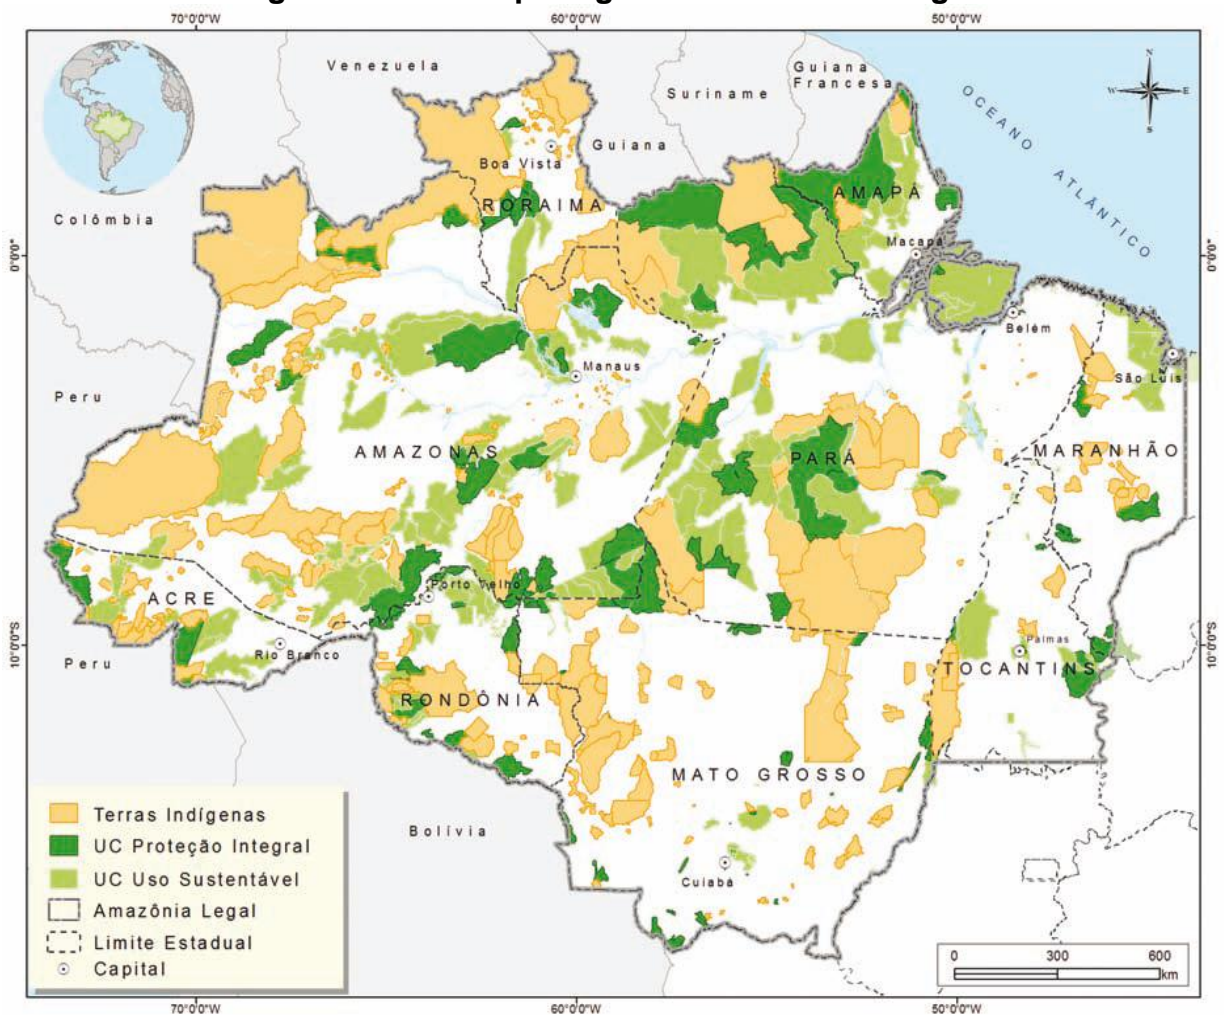 70°0'0"W 60°0'0"W 50°0'0"W
Venezuela
Guiana
Francesa
Suriname
N
W E
S
OCEANO ATLÂNTICO
Guiana
Boa Vista
RORAIMA
AMAPÁ
Colômbia
Macapá
0°0'0" 0°0'0"
Belém
Manaus
São Luís
Peru
AMAZONAS
PARÁ
MARANHÃO
Porto Velho
ACRE
Palmas
10°0'0"S 10°0'0"S
Peru
Rio Branco
TOCANTINS
RONDÔNIA
MATO GROSSO
Bolívia
Cuiabá
Terras Indígenas
UC Proteção Integral
UC Uso Sustentável
Amazônia Legal
Limite Estadual
Capital
0 300 600
km
70°0'0"W 60°0'0"W 50°0'0"W